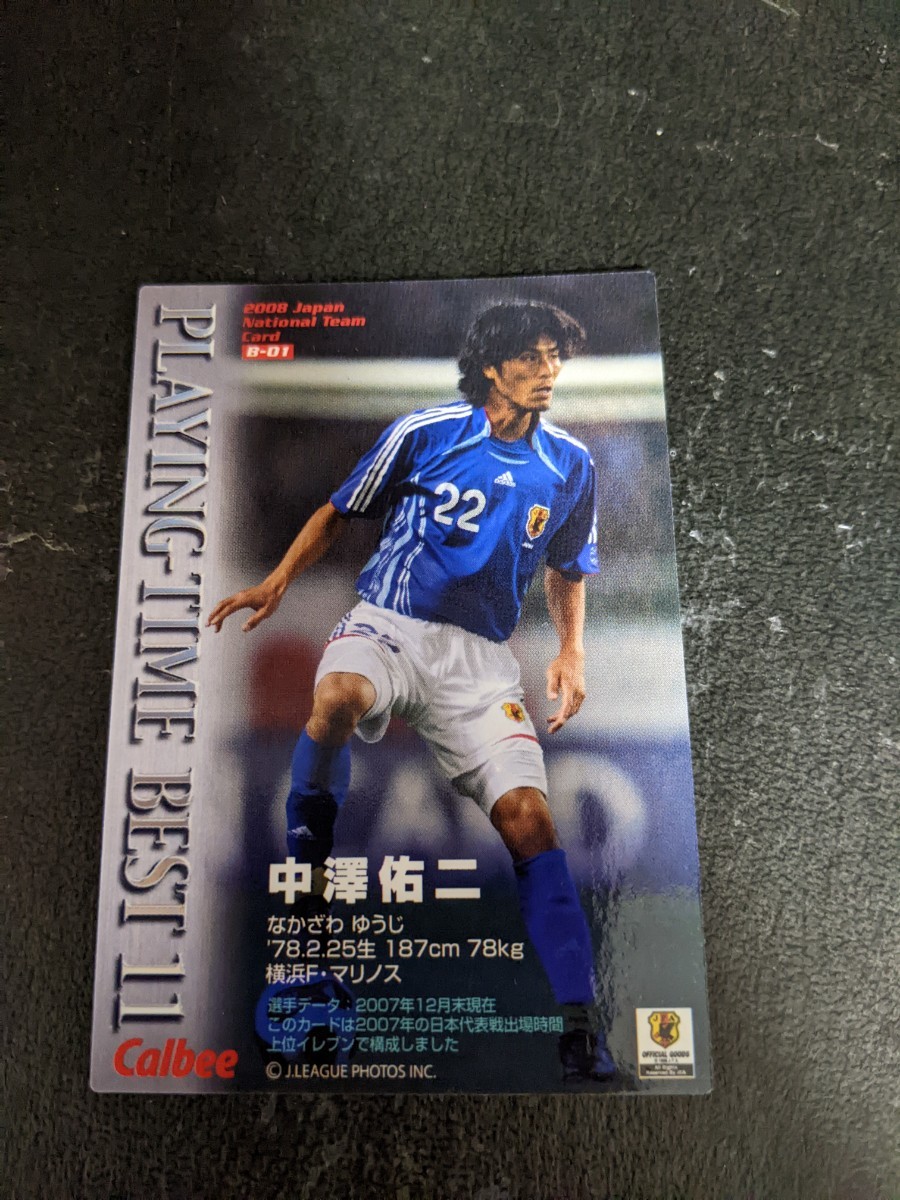 2008 Japan
National Team
Card
B-01
PLAYING-TIME BEST 11
adidas
22
中澤佑二
なかざわ ゆうじ
'78.2.25生 187cm 78kg
横浜F・マリノス
選手データ：2007年12月末現在
このカードは2007年の日本代表戦出場時間
上位イレブンで構成しました
Calbee
© J.LEAGUE PHOTOS INC.
OFFICIAL GOODS
All Rights